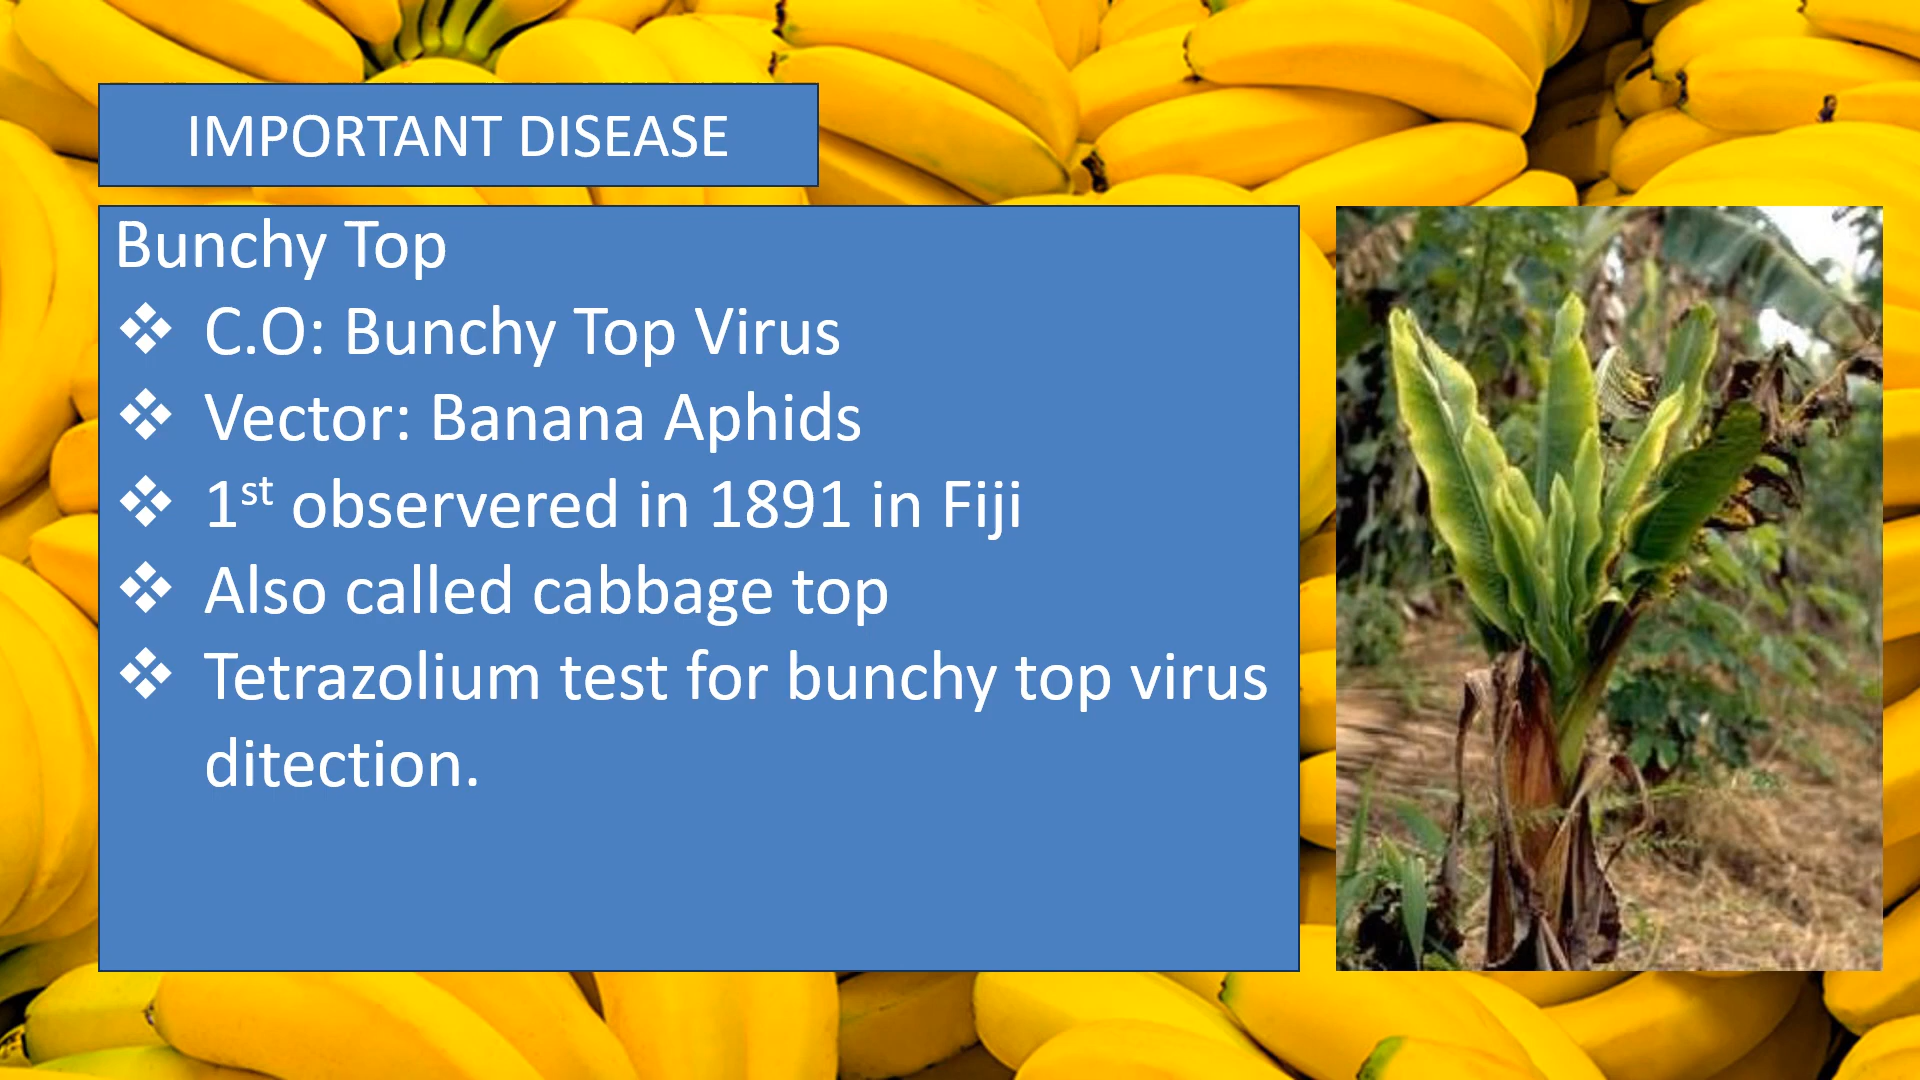 IMPORTANT DISEASE
Bunchy Top
❖ C.O: Bunchy Top Virus
❖ Vector: Banana Aphids
❖ 1st observered in 1891 in Fiji
❖ Also called cabbage top
❖ Tetrazolium test for bunchy top virus
ditection.